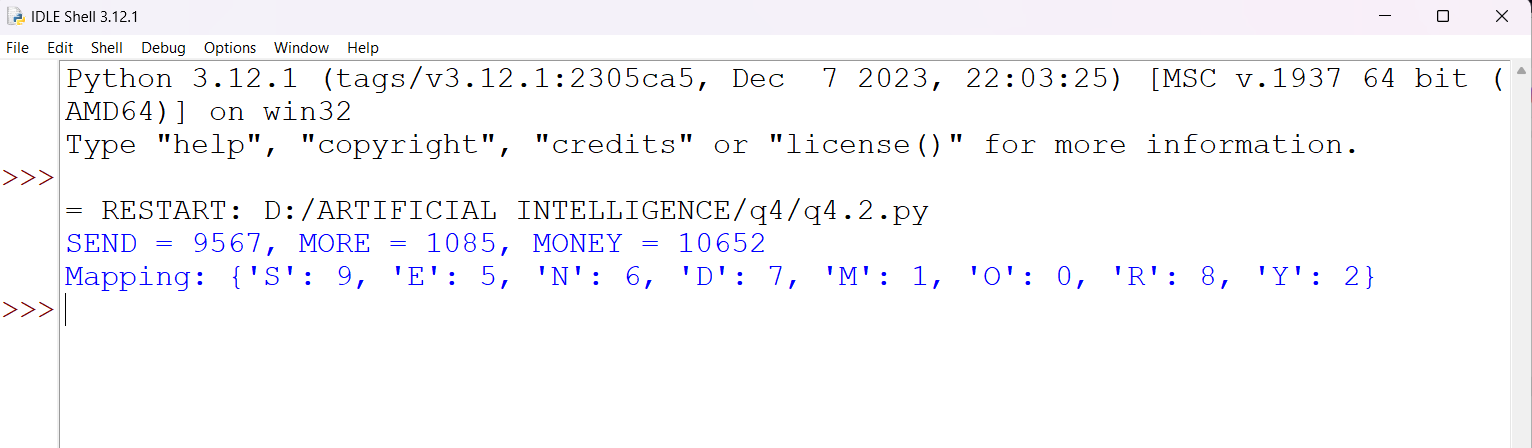 IDLE Shell 3.12.1
File Edit Shell Debug Options Window Help
Python 3.12.1 (tags/v3.12.1:2305ca5, Dec  7 2023, 22:03:25) [MSC v.1937 64 bit (
AMD64)] on win32
Type "help", "copyright", "credits" or "license()" for more information.
>>>
= RESTART: D:/ARTIFICIAL INTELLIGENCE/q4/q4.2.py
SEND = 9567, MORE = 1085, MONEY = 10652
Mapping: {'S': 9, 'E': 5, 'N': 6, 'D': 7, 'M': 1, 'O': 0, 'R': 8, 'Y': 2}
>>>